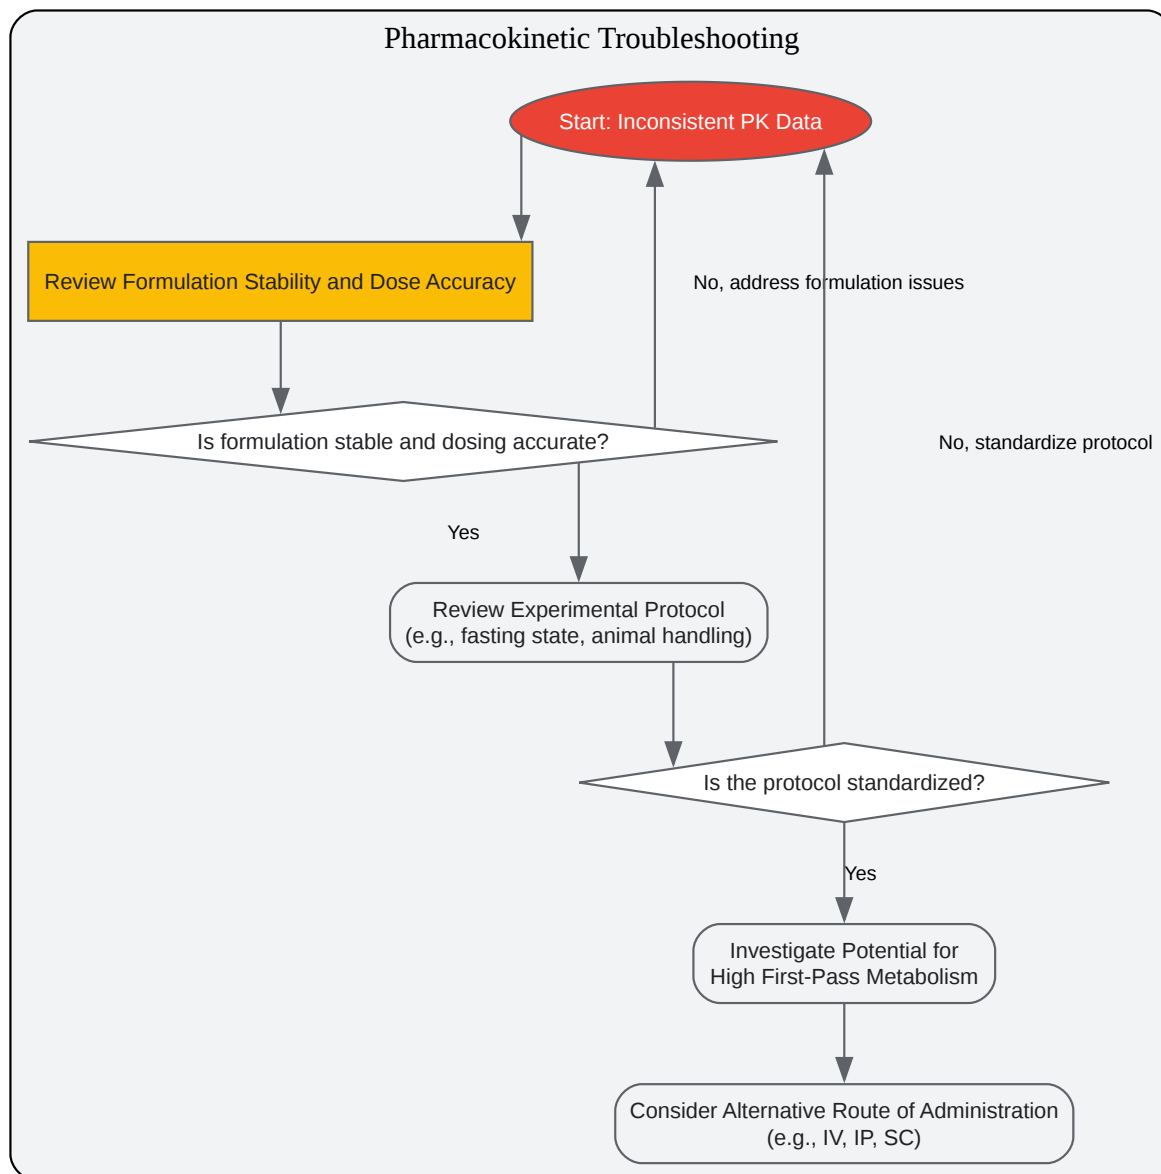 Pharmacokinetic Troubleshooting
Start: Inconsistent PK Data
Review Formulation Stability and Dose Accuracy
No, address formulation issues
Is formulation stable and dosing accurate?
No, standardize protocol
Yes
Review Experimental Protocol
(e.g., fasting state, animal handling)
Is the protocol standardized?
Yes
Investigate Potential for
High First-Pass Metabolism
Consider Alternative Route of Administration
(e.g., IV, IP, SC)